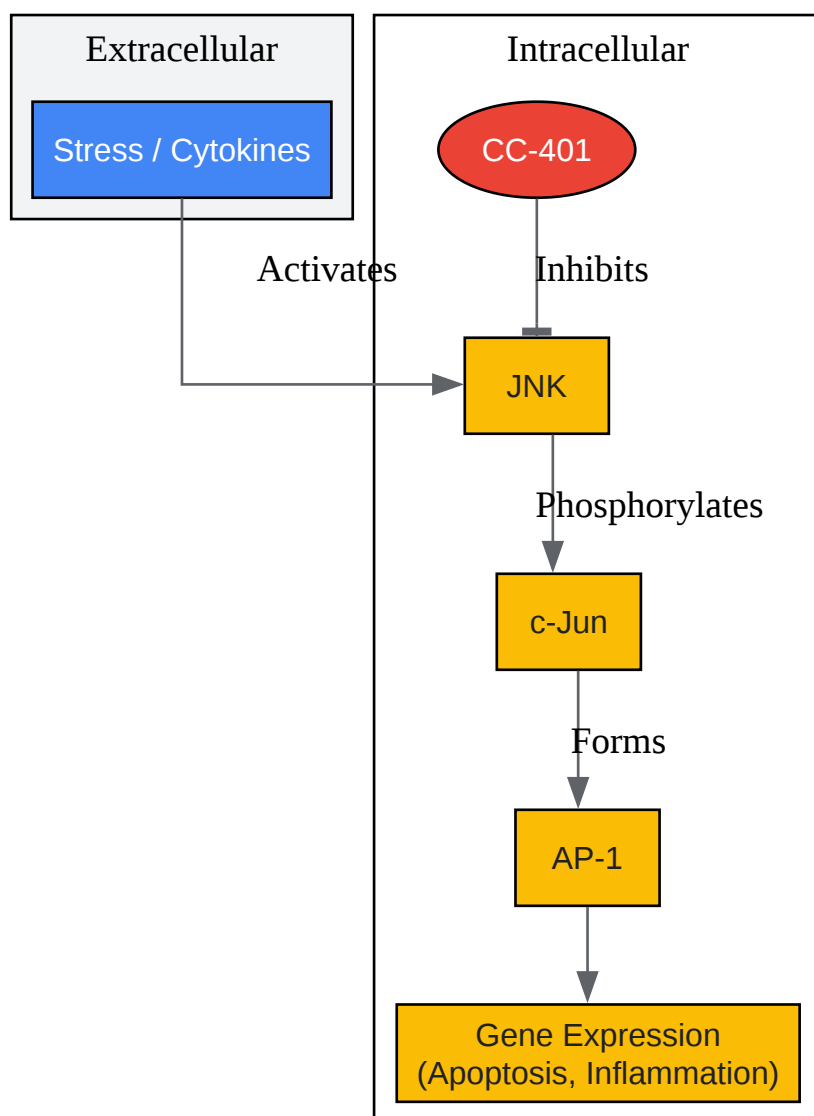 Extracellular
Intracellular
Stress / Cytokines
CC-401
Activates
Inhibits
JNK
Phosphorylates
c-Jun
Forms
AP-1
Gene Expression
(Apoptosis, Inflammation)